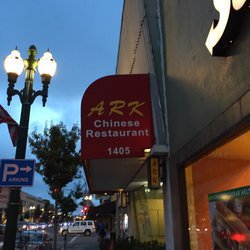 ARK
Chinese
Restaurant
1405
P
PARKING